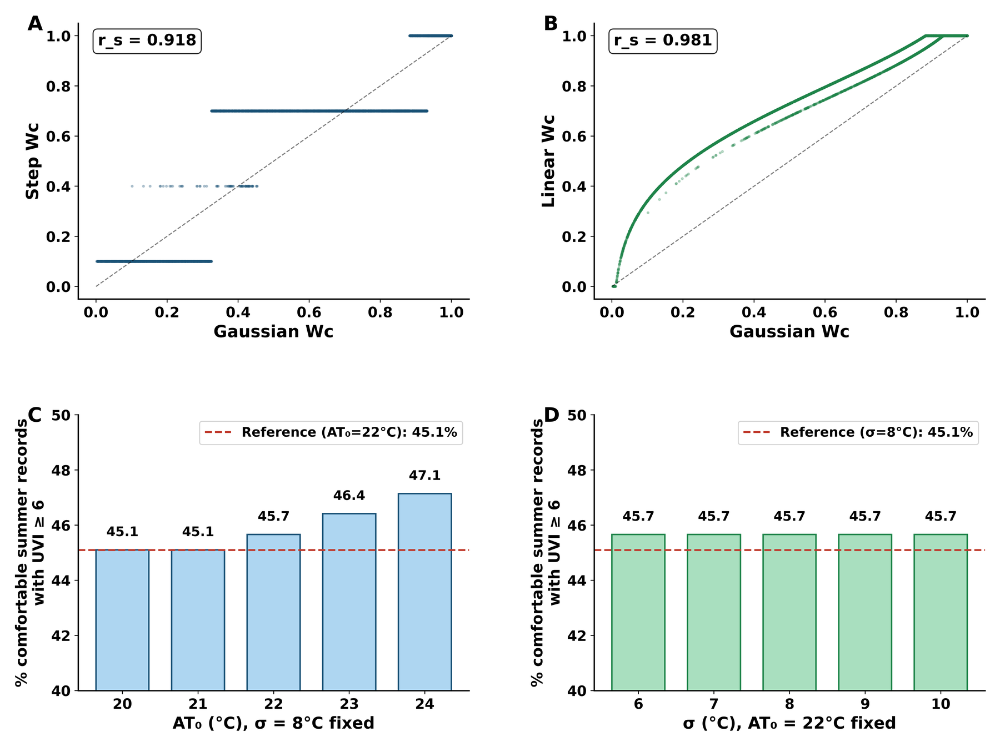 A
r_s = 0.918
1.0
0.8
0.6
0.4
0.2
0.0
Step Wc
0.0 0.2 0.4 0.6 0.8 1.0
Gaussian Wc
B
r_s = 0.981
1.0
0.8
0.6
0.4
0.2
0.0
Linear Wc
0.0 0.2 0.4 0.6 0.8 1.0
Gaussian Wc
C
Reference (AT₀=22°C): 45.1%
50
48
46
44
42
40
% comfortable summer records
with UVI ≥ 6
45.1 45.1 45.7 46.4 47.1
20 21 22 23 24
AT₀ (°C), σ = 8°C fixed
D
Reference (σ=8°C): 45.1%
50
48
46
44
42
40
% comfortable summer records
with UVI ≥ 6
45.7 45.7 45.7 45.7 45.7
6 7 8 9 10
σ (°C), AT₀ = 22°C fixed